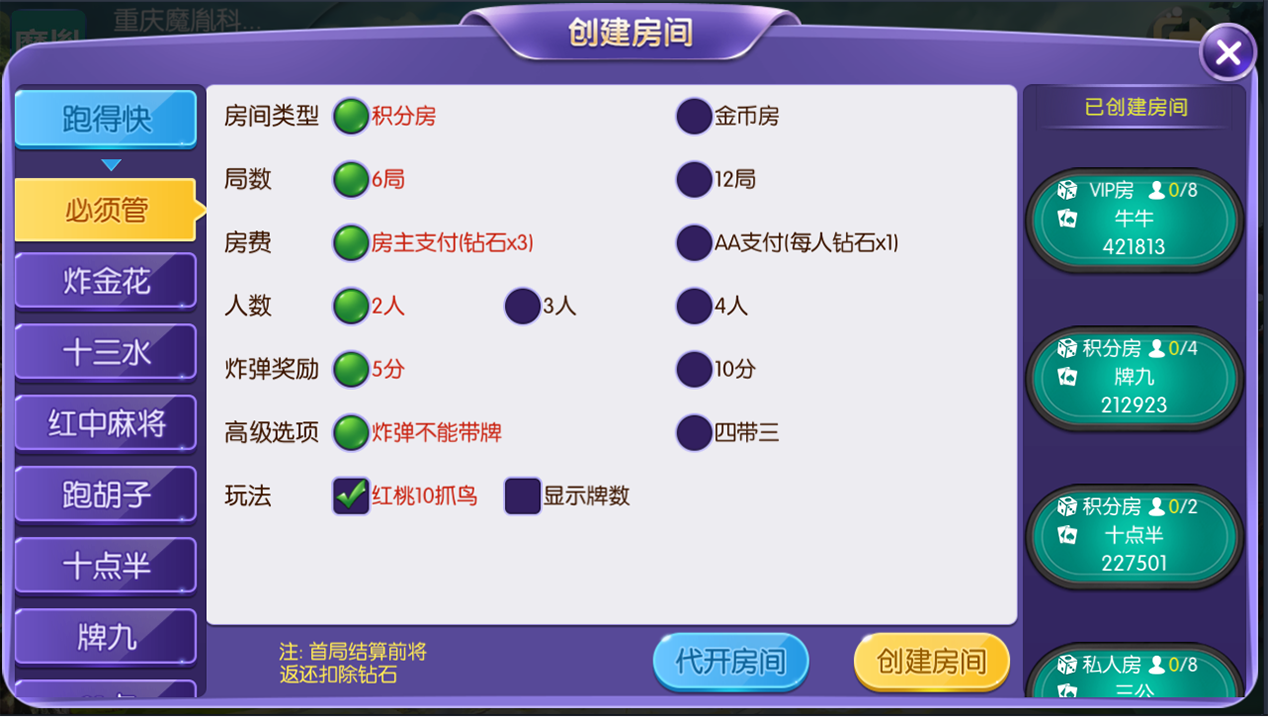 重庆魔胤科...
魔胤
创建房间
跑得快
必须管
炸金花
十三水
红中麻将
跑胡子
十点半
牌九
房间类型 积分房 金币房
局数 6局 12局
房费 房主支付(钻石x3) AA支付(每人钻石x1)
人数 2人 3人 4人
炸弹奖励 5分 10分
高级选项 炸弹不能带牌 四带三
玩法 红桃10抓鸟 显示牌数
注: 首局结算前将
返还扣除钻石
代开房间
创建房间
已创建房间
VIP房 0/8
牛牛
421813
积分房 0/4
牌九
212923
积分房 0/2
十点半
227501
私人房 0/8
三公